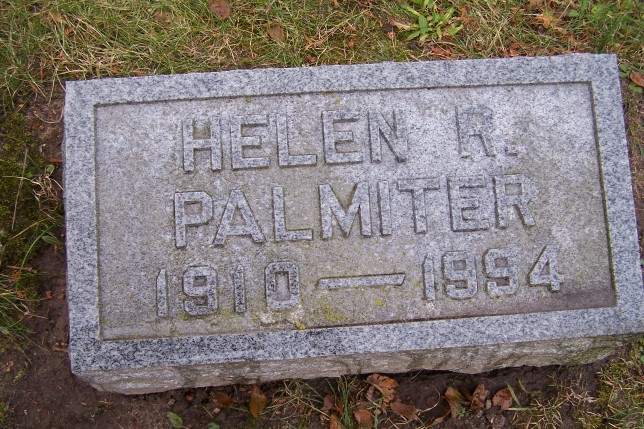 HELEN R.
PALMITER
1910 — 1994